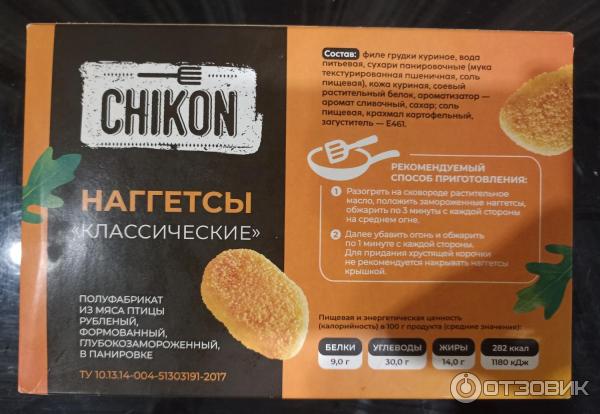 CHIKON
НАГГЕТСЫ
«КЛАССИЧЕСКИЕ»
ПОЛУФАБРИКАТ
ИЗ МЯСА ПТИЦЫ
РУБЛЕНЫЙ,
ФОРМОВАННЫЙ,
ГЛУБОКОЗАМОРОЖЕННЫЙ,
В ПАНИРОВКЕ
ТУ 10.13.14-004-51303191-2017
Состав: филе грудки куриное, вода
питьевая, сухари панировочные (мука
текстурированная пшеничная, соль
пищевая), кожа куриная, соевый
растительный белок, ароматизатор —
аромат сливочный, сахар; соль
пищевая, крахмал картофельный,
загуститель — Е461.
РЕКОМЕНДУЕМЫЙ
СПОСОБ ПРИГОТОВЛЕНИЯ:
1 Разогреть на сковороде растительное
масло, положить замороженные наггетсы,
обжарить по 3 минуты с каждой стороны
на среднем огне.
2 Далее убавить огонь и обжарить
по 1 минуте с каждой стороны.
Для придания хрустящей корочки
не рекомендуется накрывать наггетсы
крышкой.
Пищевая и энергетическая ценность
(калорийность) в 100 г продукта (средние значения):
БЕЛКИ УГЛЕВОДЫ ЖИРЫ 282 ккал
9,0 г 30,0 г 14,0 г 1180 кДж
ОТЗОВИК